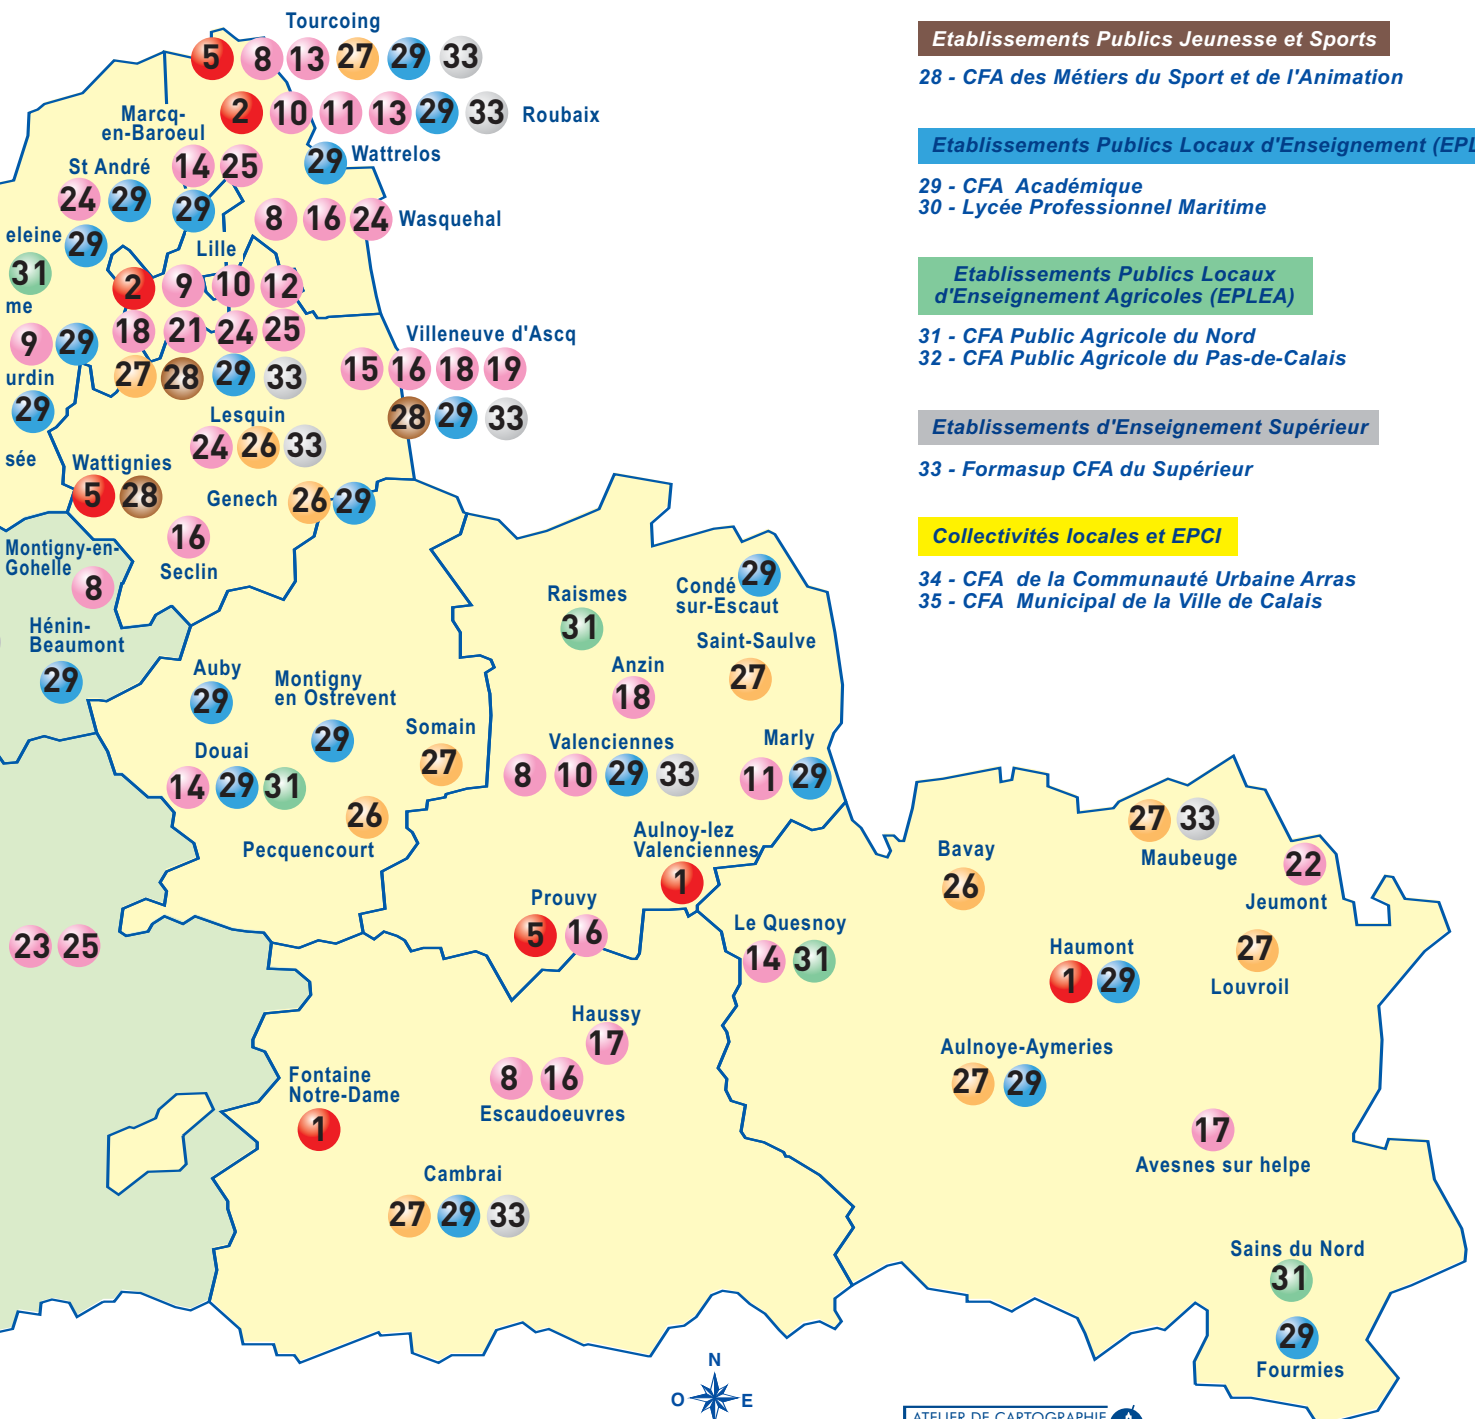 Tourcoing
5 8 13 27 29 33
2 10 11 13 29 33 Roubaix
Marcq-
en-Baroeul
14 25
29
29 Wattrelos
St André
24 29
8 16 24 Wasquehal
eleine 29
31
Lille
2 9 10 12
18 21 24 25
27 28 29 33
me
9 29
urdin
29
sée
Villeneuve d'Ascq
15 16 18 19
28 29 33
Lesquin
24 26 33
Wattignies
5 28
Genech 26 29
16
Seclin
Montigny-en-
Gohelle
8
Hénin-
Beaumont
29
Auby
29
Montigny
en Ostrevent
29
Somain
27
Douai
14 29 31
26
Pecquencourt
Raismes
31
Condé 29
sur-Escaut
Saint-Saulve
27
Anzin
18
Valenciennes
8 10 29 33
Marly
11 29
Aulnoy-lez
Valenciennes
1
Prouvy
5 16
Le Quesnoy
14 31
23 25
Haussy
17
8 16
Escaudoeuvres
Fontaine
Notre-Dame
1
Cambrai
27 29 33
Bavay
26
27 33
Maubeuge
22
Jeumont
Haumont
1 29
27
Louvroil
Aulnoye-Aymeries
27 29
17
Avesnes sur helpe
Sains du Nord
31
29
Fourmies
Etablissements Publics Jeunesse et Sports
28 - CFA des Métiers du Sport et de l'Animation
Etablissements Publics Locaux d'Enseignement (EPL
29 - CFA Académique
30 - Lycée Professionnel Maritime
Etablissements Publics Locaux
d'Enseignement Agricoles (EPLEA)
31 - CFA Public Agricole du Nord
32 - CFA Public Agricole du Pas-de-Calais
Etablissements d'Enseignement Supérieur
33 - Formasup CFA du Supérieur
Collectivités locales et EPCI
34 - CFA de la Communauté Urbaine Arras
35 - CFA Municipal de la Ville de Calais
N
O E
ATELIER DE CARTOGRAPHIE